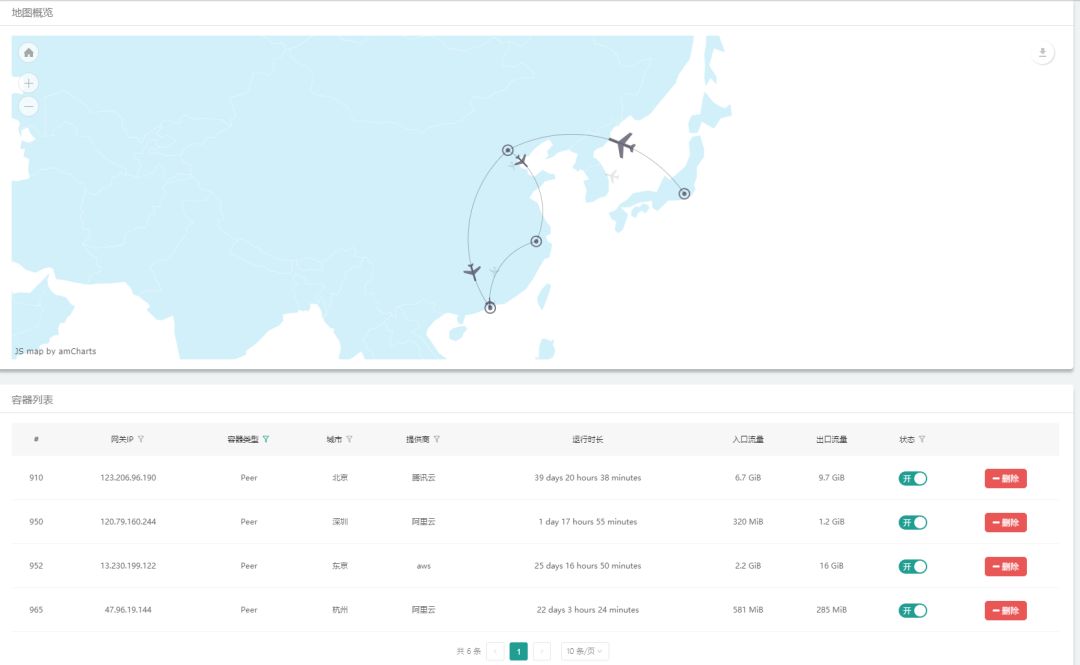 地图概览
JS map by amCharts
容器列表
# 网关IP 容器类型 城市 提供商 运行时长 入口流量 出口流量 状态
910 123.206.96.190 Peer 北京 腾讯云 39 days 20 hours 38 minutes 6.7 GiB 9.7 GiB 开 删除
950 120.79.160.244 Peer 深圳 阿里云 1 day 17 hours 55 minutes 320 MiB 1.2 GiB 开 删除
952 13.230.199.122 Peer 东京 aws 25 days 16 hours 50 minutes 2.2 GiB 16 GiB 开 删除
965 47.96.19.144 Peer 杭州 阿里云 22 days 3 hours 24 minutes 581 MiB 285 MiB 开 删除
共 6 条 < 1 > 10 条/页